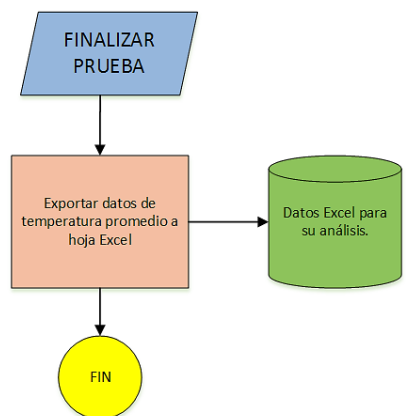 FINALIZAR
PRUEBA
Exportar datos de
temperatura promedio a
hoja Excel
Datos Excel para
su análisis.
FIN